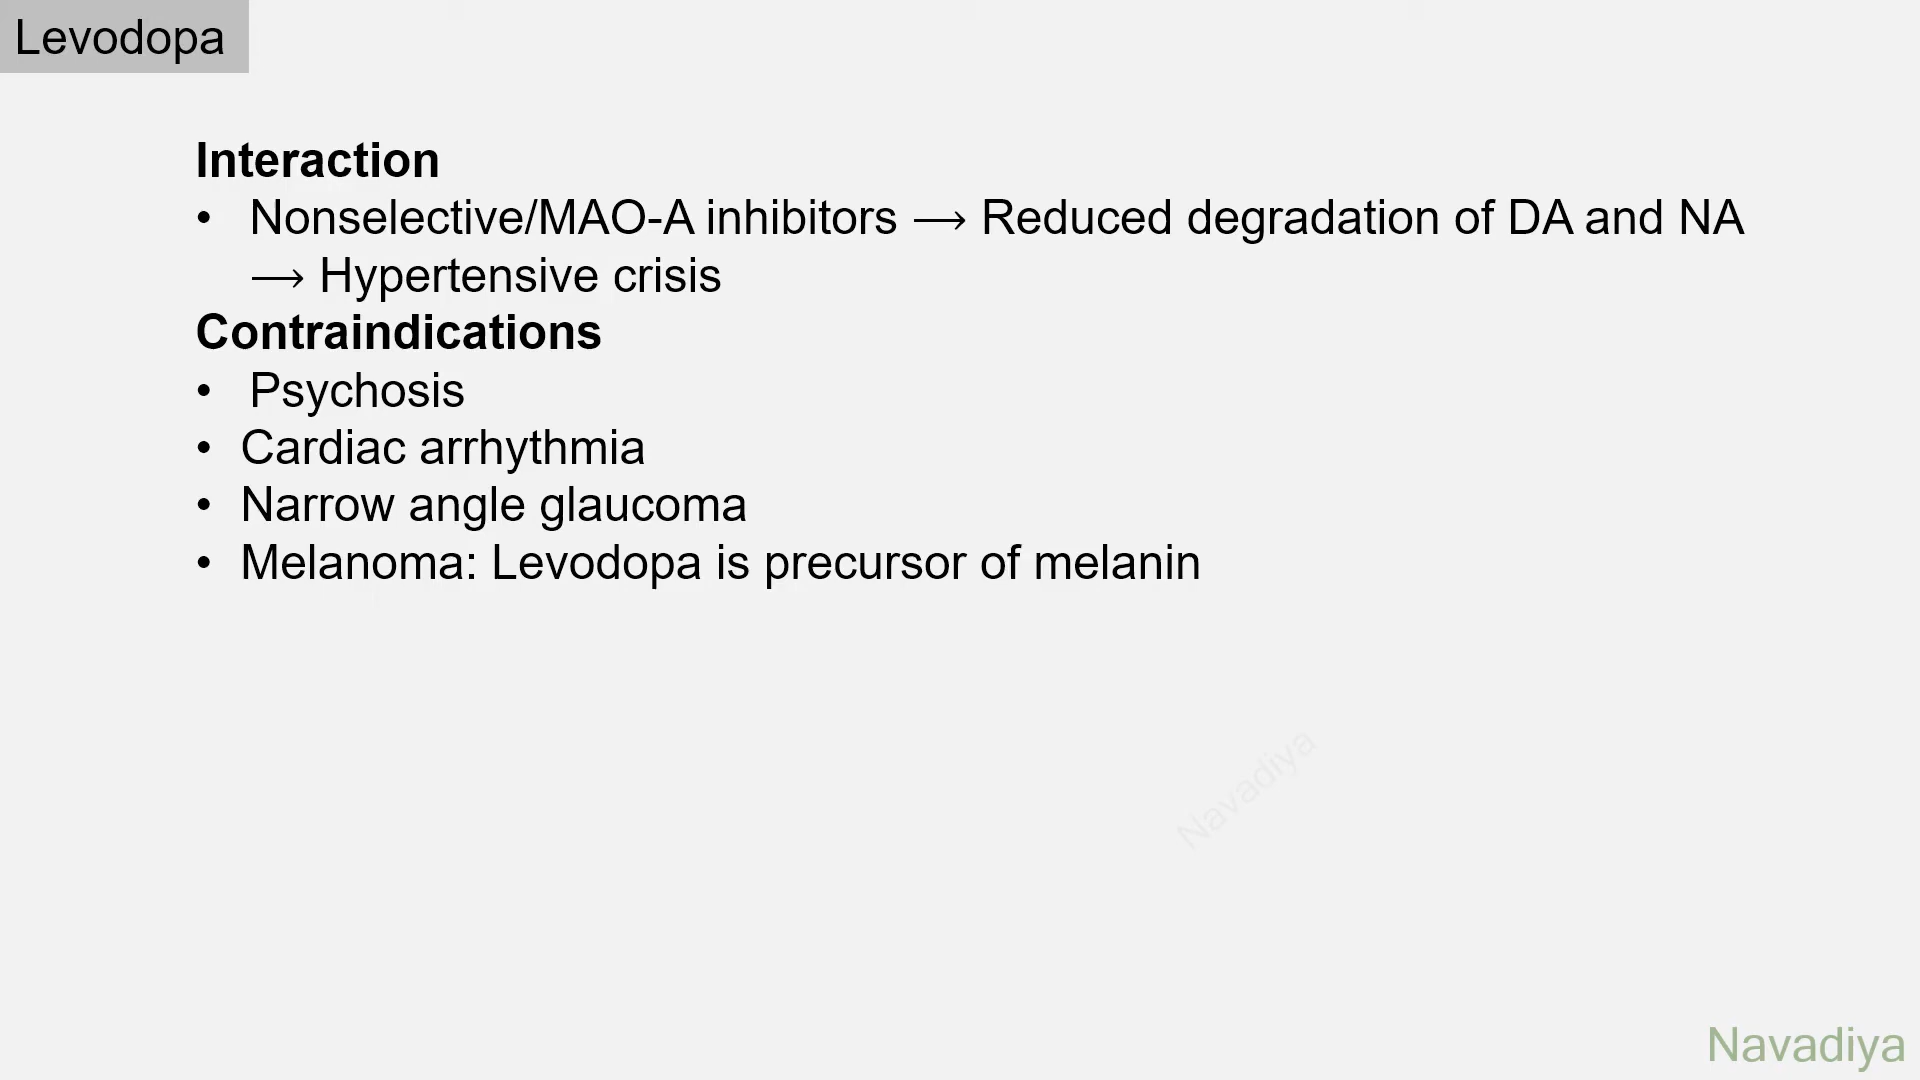 Levodopa
Interaction
• Nonselective/MAO-A inhibitors ⟶ Reduced degradation of DA and NA
⟶ Hypertensive crisis
Contraindications
• Psychosis
• Cardiac arrhythmia
• Narrow angle glaucoma
• Melanoma: Levodopa is precursor of melanin
Navadiya
Navadiya